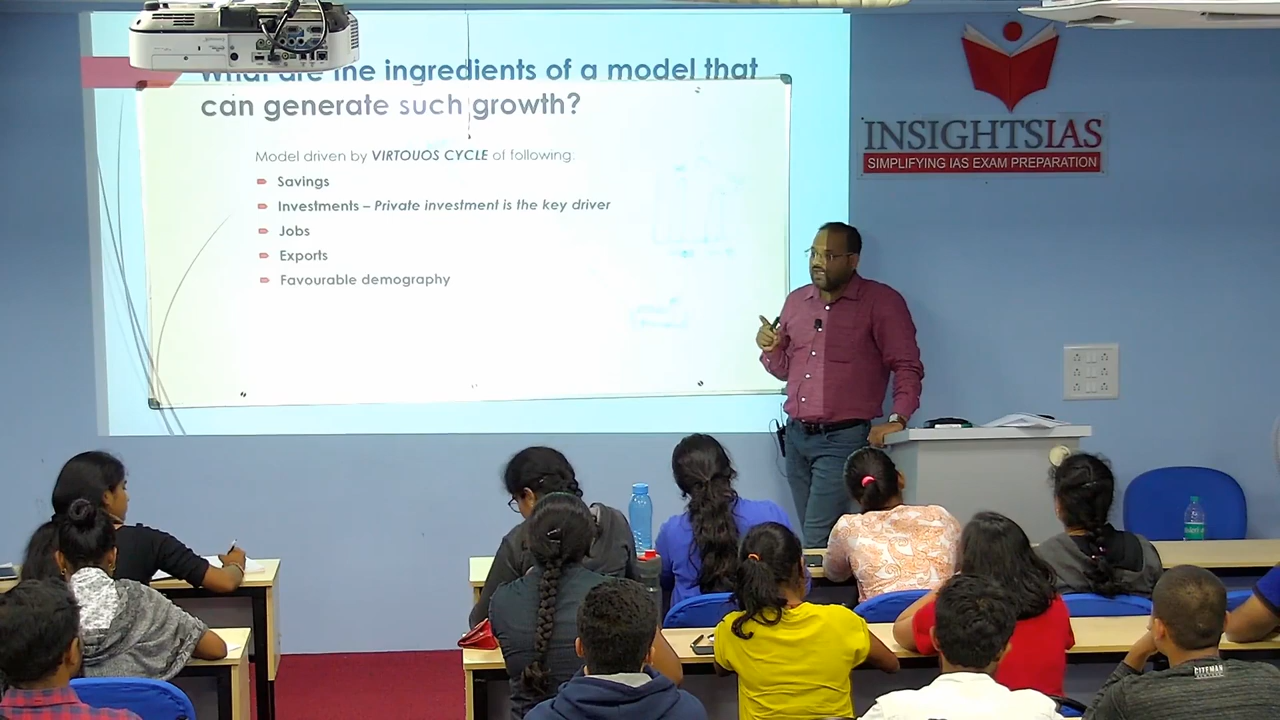 What are the ingredients of a model that
can generate such growth?
Model driven by VIRTOUOS CYCLE of following:
Savings
Investments – Private investment is the key driver
Jobs
Exports
Favourable demography
INSIGHTSIAS
SIMPLIFYING IAS EXAM PREPARATION